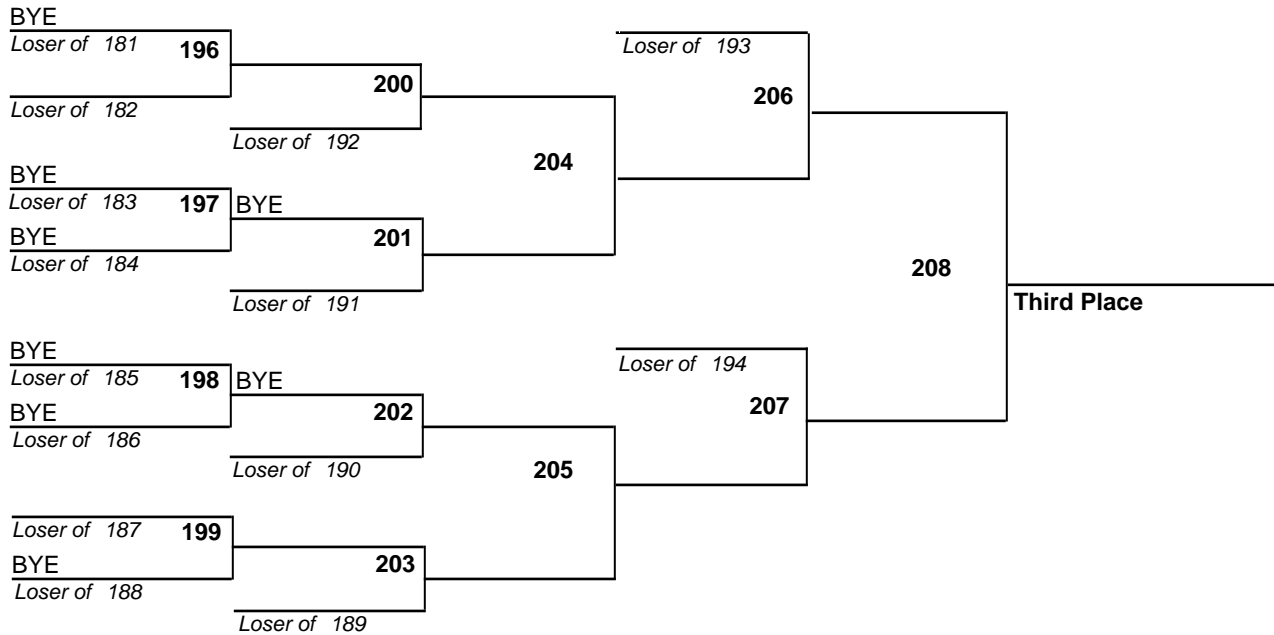 BYE
Loser of 181
196
Loser of 182
200
Loser of 192
BYE
Loser of 183
197
BYE
BYE
Loser of 184
201
Loser of 191
204
Loser of 193
206
208
Third Place
BYE
Loser of 185
198
BYE
BYE
Loser of 186
202
Loser of 190
205
Loser of 194
207
Loser of 187
199
BYE
Loser of 188
203
Loser of 189